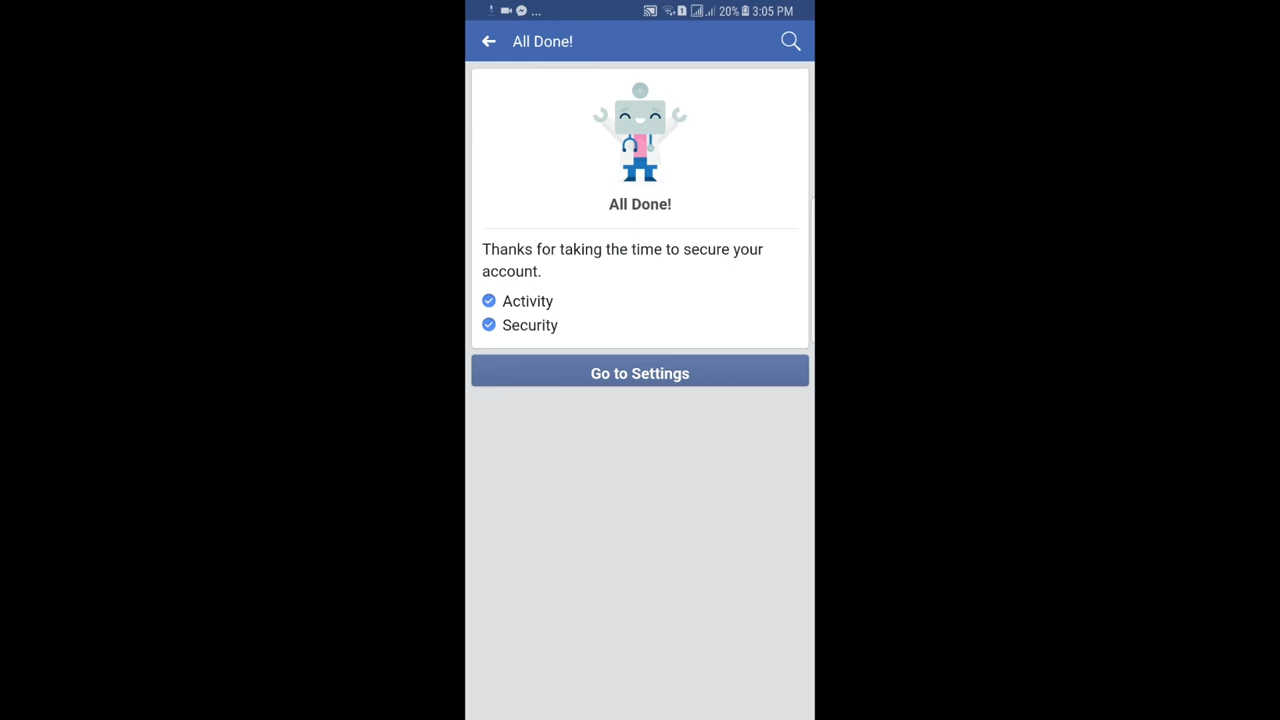 ... 20% 3:05 PM
All Done!
All Done!
Thanks for taking the time to secure your
account.
Activity
Security
Go to Settings